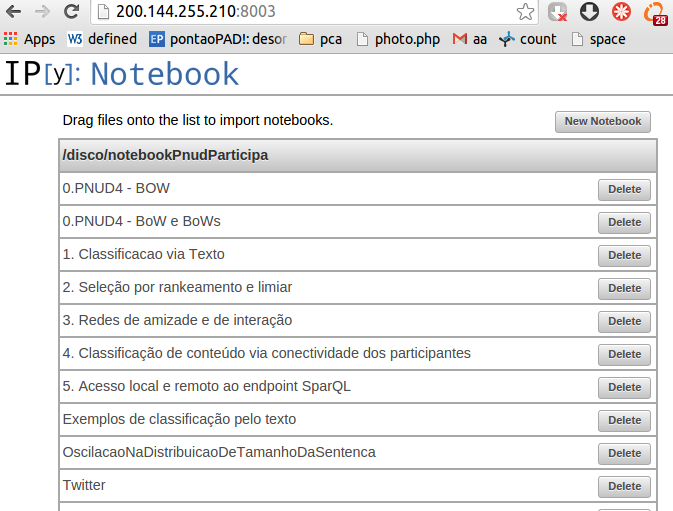 200.144.255.210:8003
Apps W3 defined EP pontaoPAD!: desor pca photo.php aa count space 28
IP[y]: Notebook
Drag files onto the list to import notebooks. New Notebook
/disco/notebookPnudParticipa
0.PNUD4 - BOW Delete
0.PNUD4 - BoW e BoWs Delete
1. Classificacao via Texto Delete
2. Seleção por rankeamento e limiar Delete
3. Redes de amizade e de interação Delete
4. Classificação de conteúdo via conectividade dos participantes Delete
5. Acesso local e remoto ao endpoint SparQL Delete
Exemplos de classificação pelo texto Delete
OscilacaoNaDistribuicaoDeTamanhoDaSentenca Delete
Twitter Delete